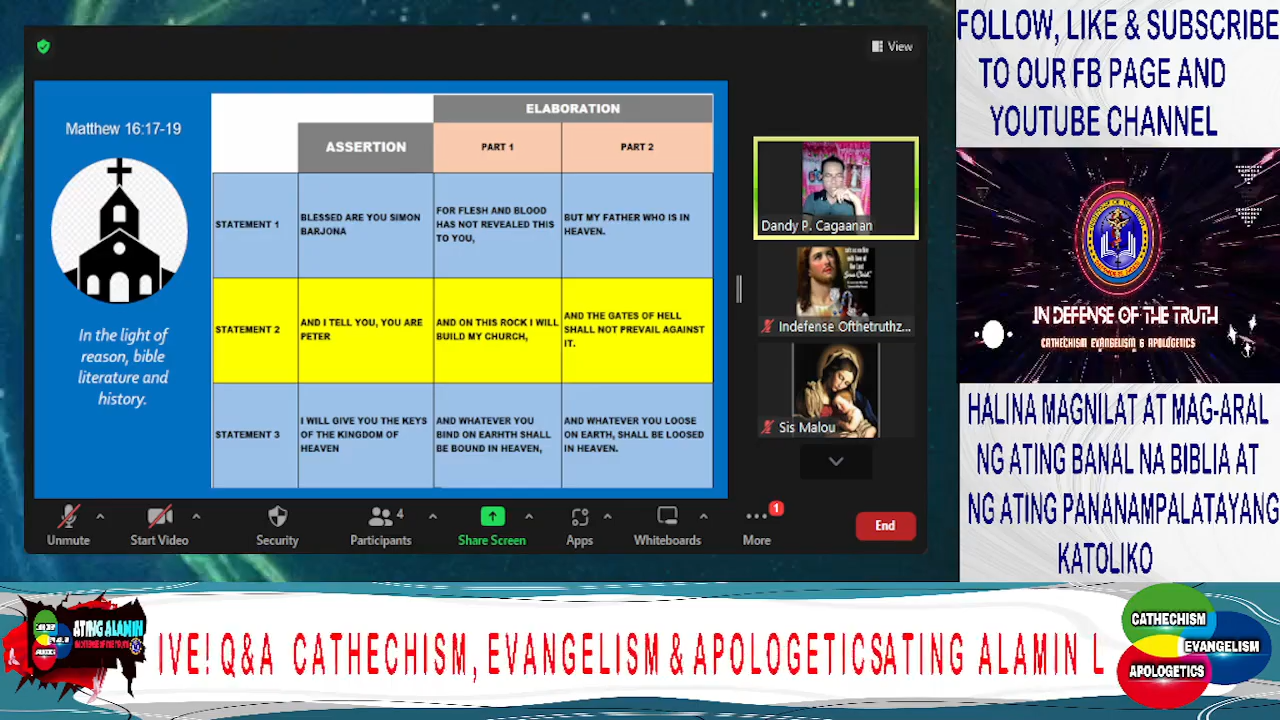 View
Matthew 16:17-19
In the light of
reason, bible
literature and
history.
ELABORATION
ASSERTION
PART 1
PART 2
STATEMENT 1
BLESSED ARE YOU SIMON
BARJONA
FOR FLESH AND BLOOD
HAS NOT REVEALED THIS
TO YOU,
BUT MY FATHER WHO IS IN
HEAVEN.
STATEMENT 2
AND I TELL YOU, YOU ARE
PETER
AND ON THIS ROCK I WILL
BUILD MY CHURCH,
AND THE GATES OF HELL
SHALL NOT PREVAIL AGAINST
IT.
STATEMENT 3
I WILL GIVE YOU THE KEYS
OF THE KINGDOM OF
HEAVEN
AND WHATEVER YOU
BIND ON EARHTH SHALL
BE BOUND IN HEAVEN,
AND WHATEVER YOU LOOSE
ON EARTH, SHALL BE LOOSED
IN HEAVEN.
Dandy P. Cagaanan
Indefense Ofthetruthz...
Sis Malou
Unmute
Start Video
Security
4
Participants
Share Screen
Apps
Whiteboards
1
More
End
FOLLOW, LIKE & SUBSCRIBE
TO OUR FB PAGE AND
YOUTUBE CHANNEL
IN DEFENSE OF THE TRUTH
CATHECHISM EVANGELISM & APOLOGETICS
HALINA MAGNILAT AT MAG-ARAL
NG ATING BANAL NA BIBLIA AT
NG ATING PANANAMPALATAYANG
KATOLIKO
ATING ALAMIN
IVE! Q&A CATHECHISM, EVANGELISM & APOLOGETICSATING ALAMIN L
CATHECHISM
EVANGELISM
APOLOGETICS